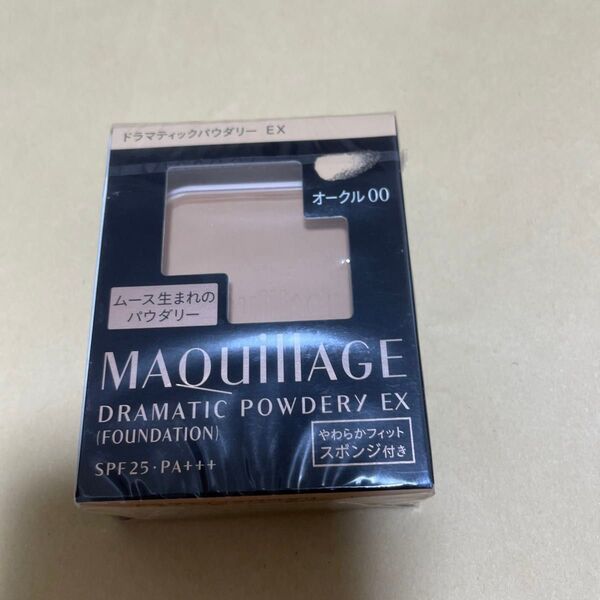 ドラマティックパウダリー EX
オークル00
ムース生まれの
パウダリー
MAQuillAGE
DRAMATIC POWDERY EX
(FOUNDATION)
SPF25・PA+++
やわらかフィット
スポンジ付き